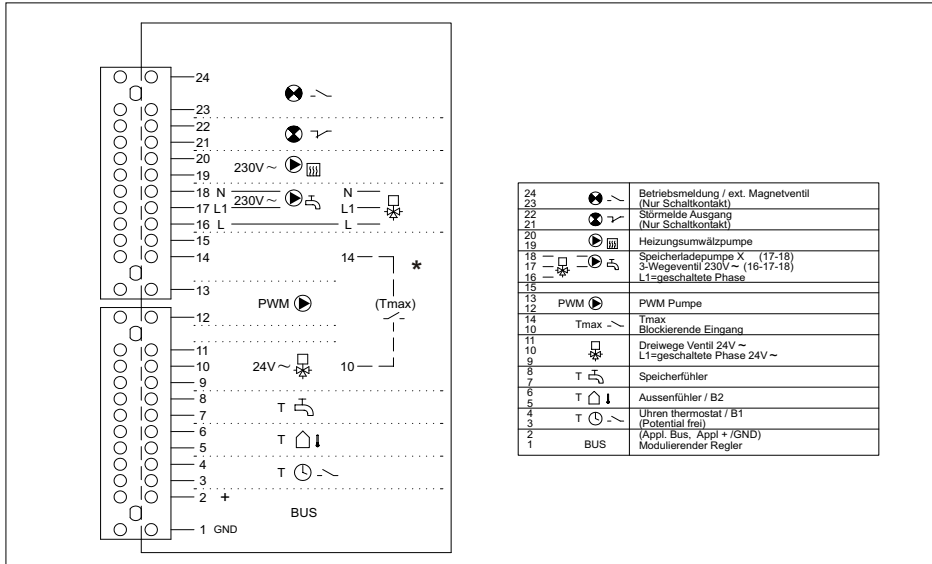 24
23
22
21
20
230V ~
19
18 N N
230V ~
17 L1 L1
16 L L
15
14 14 *
13
PWM (Tmax)
12
11
10 24V ~ 10
9
8
T
7
6
T
5
4
T
3
2 +
BUS
1 GND
24 Betriebsmeldung / ext. Magnetventil
23 (Nur Schaltkontakt)
22 Störmelde Ausgang
21 (Nur Schaltkontakt)
20
19 Heizungsumwälzpumpe
18 Speicherladepumpe X (17-18)
17 3-Wegeventil 230V ~ (16-17-18)
16 L1=geschaltete Phase
15
13 PWM PWM Pumpe
12
14 Tmax Tmax
10 Blockierende Eingang
11 Dreiwege Ventil 24V ~
10 L1=geschaltete Phase 24V ~
9
8 T Speicherfühler
7
6 T Aussenfühler / B2
5
4 T Uhren thermostat / B1
3 (Potential frei)
2 (Appl. Bus, Appl + /GND)
1 BUS Modulierender Regler